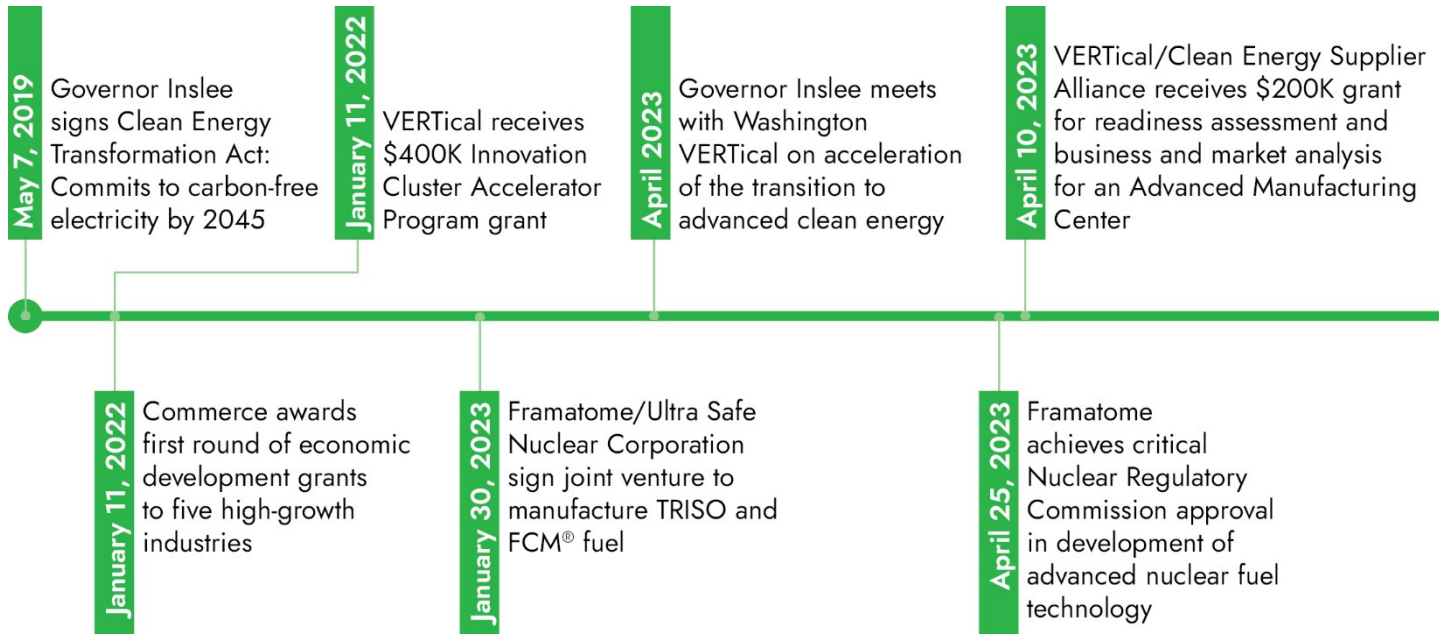 May 7, 2019
Governor Inslee
signs Clean Energy
Transformation Act:
Commits to carbon-free
electricity by 2045
January 11, 2022
VERTical receives
$400K Innovation
Cluster Accelerator
Program grant
April 2023
Governor Inslee meets
with Washington
VERTical on acceleration
of the transition to
advanced clean energy
April 10, 2023
VERTical/Clean Energy Supplier
Alliance receives $200K grant
for readiness assessment and
business and market analysis
for an Advanced Manufacturing
Center
January 11, 2022
Commerce awards
first round of economic
development grants
to five high-growth
industries
January 30, 2023
Framatome/Ultra Safe
Nuclear Corporation
sign joint venture to
manufacture TRISO and
FCM® fuel
April 25, 2023
Framatome
achieves critical
Nuclear Regulatory
Commission approval
in development of
advanced nuclear fuel
technology